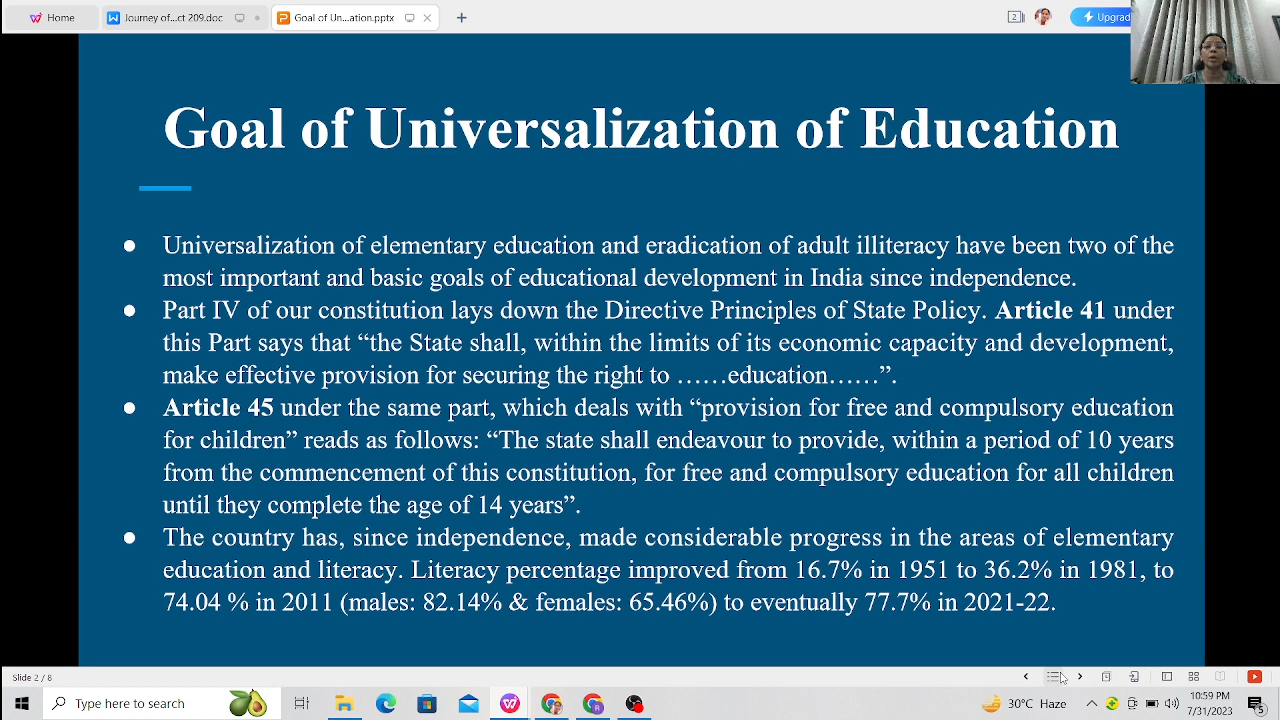 Home
Journey of...ct 209.doc
Goal of Un...ation.pptx
2
Upgrad
Goal of Universalization of Education
● Universalization of elementary education and eradication of adult illiteracy have been two of the
most important and basic goals of educational development in India since independence.
● Part IV of our constitution lays down the Directive Principles of State Policy. Article 41 under
this Part says that “the State shall, within the limits of its economic capacity and development,
make effective provision for securing the right to ……education……”.
● Article 45 under the same part, which deals with “provision for free and compulsory education
for children” reads as follows: “The state shall endeavour to provide, within a period of 10 years
from the commencement of this constitution, for free and compulsory education for all children
until they complete the age of 14 years”.
● The country has, since independence, made considerable progress in the areas of elementary
education and literacy. Literacy percentage improved from 16.7% in 1951 to 36.2% in 1981, to
74.04 % in 2011 (males: 82.14% & females: 65.46%) to eventually 77.7% in 2021-22.
Slide 2 / 8
Type here to search
30°C Haze
10:59 PM
7/31/2023
5